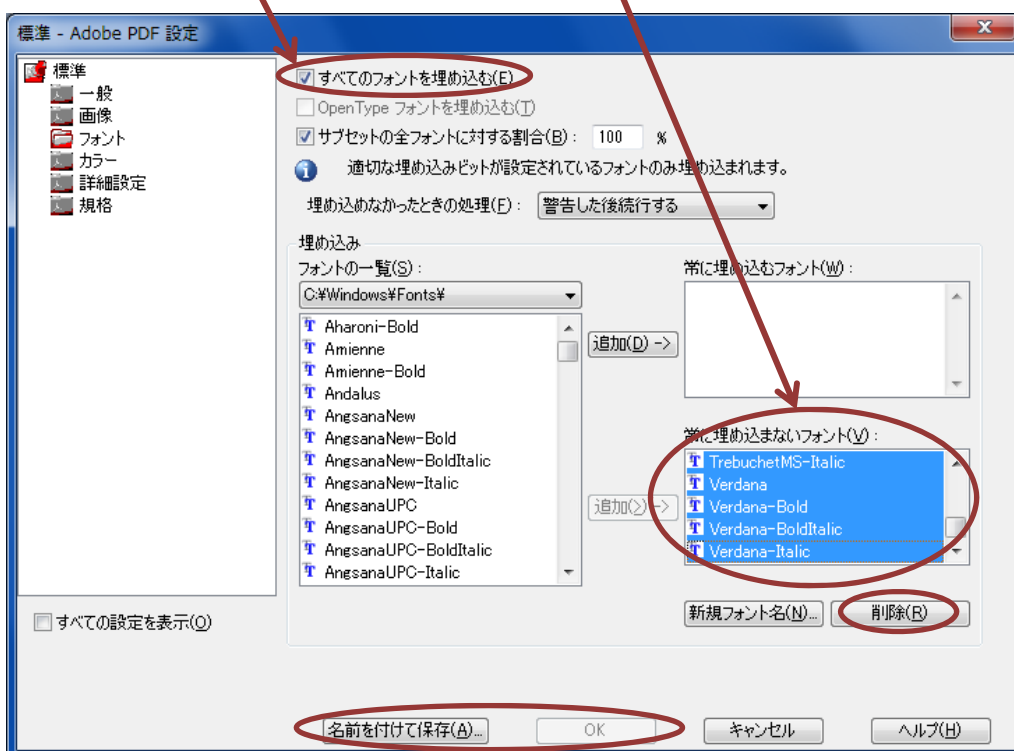 標準 - Adobe PDF 設定
標準
一般
画像
フォント
カラー
詳細設定
規格
すべてのフォントを埋め込む(E)
OpenType フォントを埋め込む(T)
サブセットの全フォントに対する割合(B): 100 %
適切な埋め込みビットが設定されているフォントのみ埋め込まれます。
埋め込めなかったときの処理(F): 警告した後続行する
埋め込み
フォントの一覧(S):
C:¥Windows¥Fonts¥
Aharoni-Bold
Amienne
Amienne-Bold
Andalus
AngsanaNew
AngsanaNew-Bold
AngsanaNew-BoldItalic
AngsanaNew-Italic
AngsanaUPC
AngsanaUPC-Bold
AngsanaUPC-BoldItalic
AngsanaUPC-Italic
追加(D) ->
追加(>) ->
常に埋め込むフォント(W):
常に埋め込まないフォント(V):
TrebuchetMS-Italic
Verdana
Verdana-Bold
Verdana-BoldItalic
Verdana-Italic
新規フォント名(N)... 削除(R)
すべての設定を表示(O)
名前を付けて保存(A)... OK キャンセル ヘルプ(H)